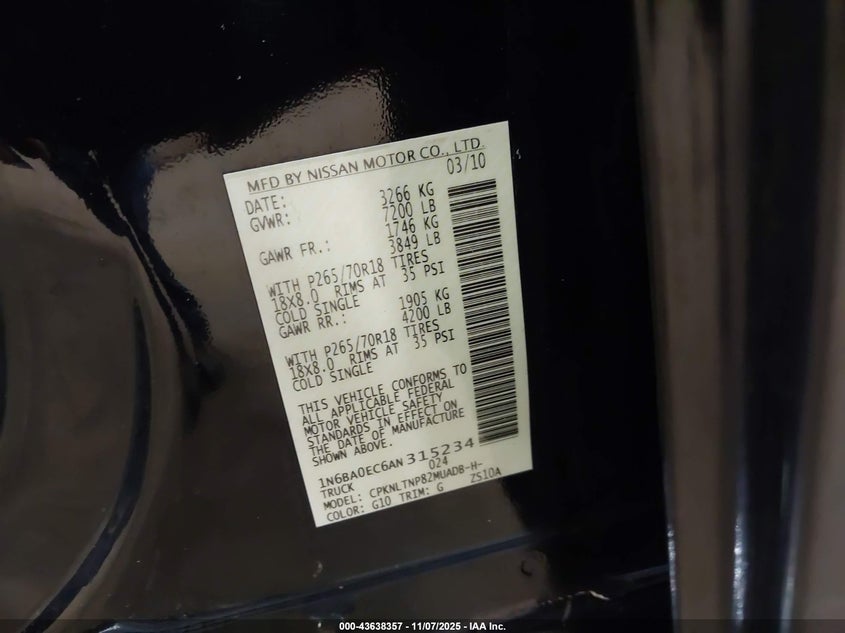 MFD BY NISSAN MOTOR CO., LTD.
DATE: 03/10
GVWR: 3266 KG
7200 LB
GAWR FR.: 1746 KG
3849 LB
WITH P265/70R18 TIRES
18X8.0 RIMS AT 35 PSI
COLD SINGLE
GAWR RR.: 1905 KG
4200 LB
WITH P265/70R18 TIRES
18X8.0 RIMS AT 35 PSI
COLD SINGLE
THIS VEHICLE CONFORMS TO
ALL APPLICABLE FEDERAL
MOTOR VEHICLE SAFETY
STANDARDS IN EFFECT ON
THE DATE OF MANUFACTURE
SHOWN ABOVE.
1N6BA0EC6AN 315234
TRUCK 024
MODEL: CPKNLTNP82MUADB-H-
COLOR: G10 TRIM: G ZS10A
000-43638357 - 11/07/2025 - IAA Inc.